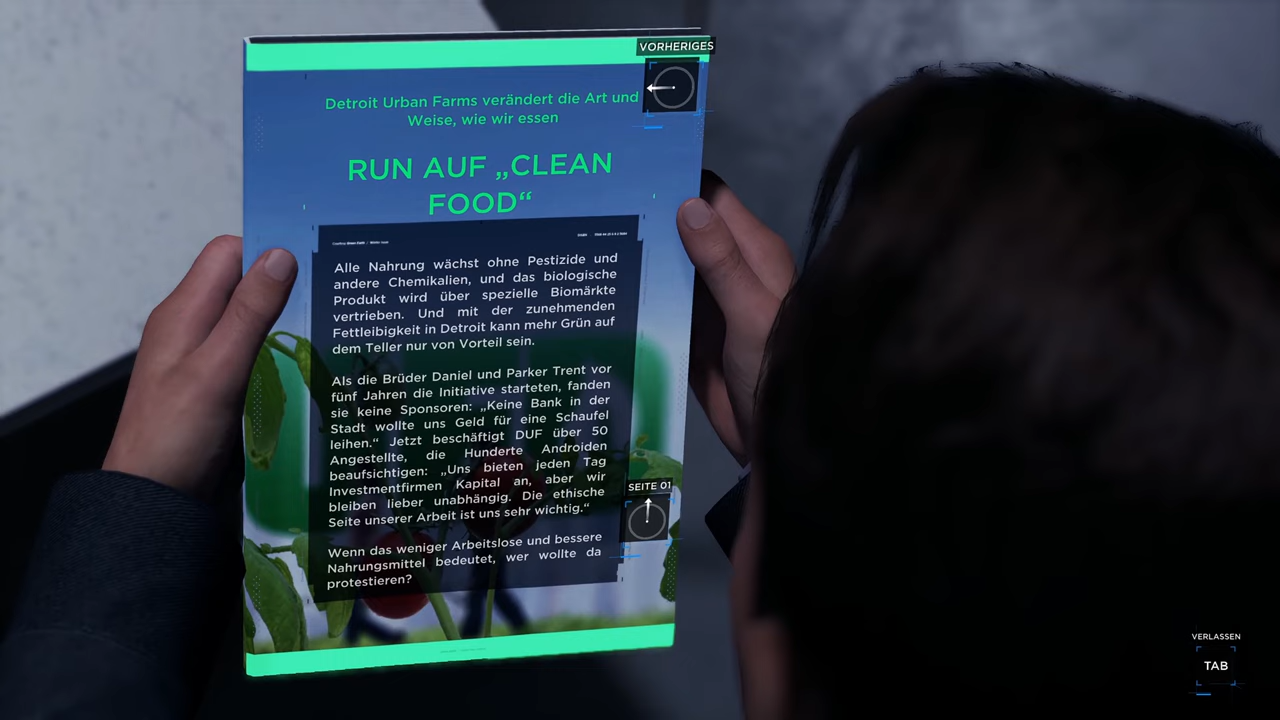 VORHERIGES
Detroit Urban Farms verändert die Art und
Weise, wie wir essen
RUN AUF „CLEAN
FOOD“
Alle Nahrung wächst ohne Pestizide und
andere Chemikalien, und das biologische
Produkt wird über spezielle Biomärkte
vertrieben. Und mit der zunehmenden
Fettleibigkeit in Detroit kann mehr Grün auf
dem Teller nur von Vorteil sein.
Als die Brüder Daniel und Parker Trent vor
fünf Jahren die Initiative starteten, fanden
sie keine Sponsoren: „Keine Bank in der
Stadt wollte uns Geld für eine Schaufel
leihen.“ Jetzt beschäftigt DUF über 50
Angestellte, die Hunderte Androiden
beaufsichtigen: „Uns bieten jeden Tag
Investmentfirmen Kapital an, aber wir
bleiben lieber unabhängig. Die ethische
Seite unserer Arbeit ist uns sehr wichtig.“
Wenn das weniger Arbeitslose und bessere
Nahrungsmittel bedeutet, wer wollte da
protestieren?
SEITE 01
VERLASSEN
TAB